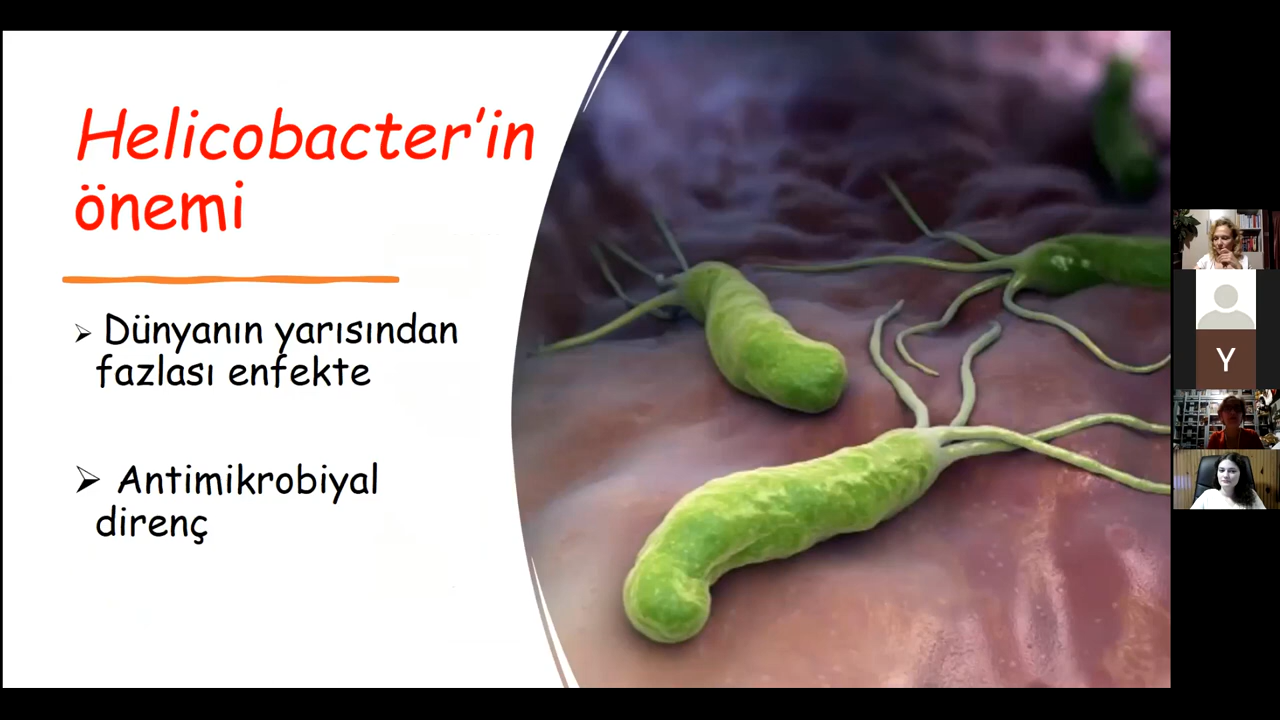 Helicobacter’in
önemi
➢ Dünyanın yarısından
fazlası enfekte
➢ Antimikrobiyal
direnç
Y